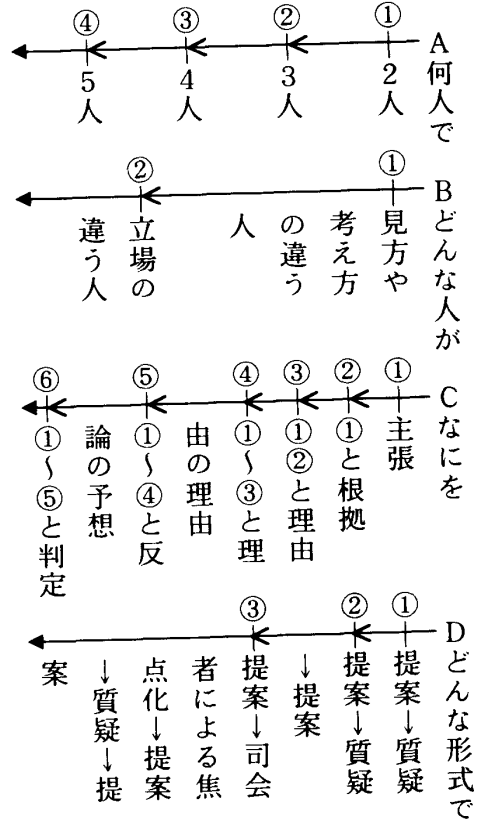 A何人で
①
2人
②
3人
③
4人
④
5人
Bどんな人が
①
見方や
考え方
の違う
人
②
立場の
違う人
Cなにを
①
主張
②
①と根拠
③
①②と理由
④
①～③と理
由の理由
⑤
①～④と反
論の予想
⑥
①～⑤と判定
Dどんな形式で
①
提案→質疑
②
提案→質疑
→提案
③
提案→司会
者による焦
点化→提案
→質疑→提
案